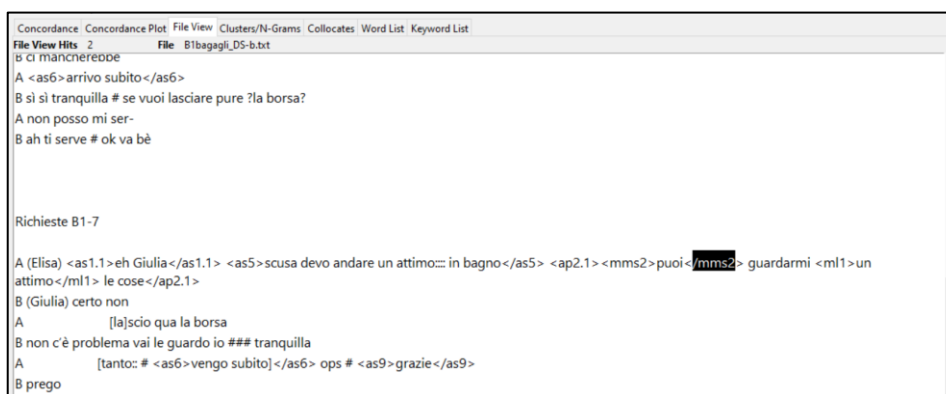 Concordance Concordance Plot File View Clusters/N-Grams Collocates Word List Keyword List
File View Hits 2 File B1bagagli_DS-b.txt
B ci mancherebbe
A <as6>arrivo subito</as6>
B sì sì tranquilla # se vuoi lasciare pure ?la borsa?
A non posso mi ser-
B ah ti serve # ok va bè
Richieste B1-7
A (Elisa) <as1.1>eh Giulia</as1.1> <as5>scusa devo andare un attimo:::: in bagno</as5> <ap2.1><mms2>puoi</mms2> guardarmi <ml1>un
attimo</ml1> le cose</ap2.1>
B (Giulia) certo non
A [la]scio qua la borsa
B non c'è problema vai le guardo io ### tranquilla
A [tanto:: # <as6>vengo subito]</as6> ops # <as9>grazie</as9>
B prego